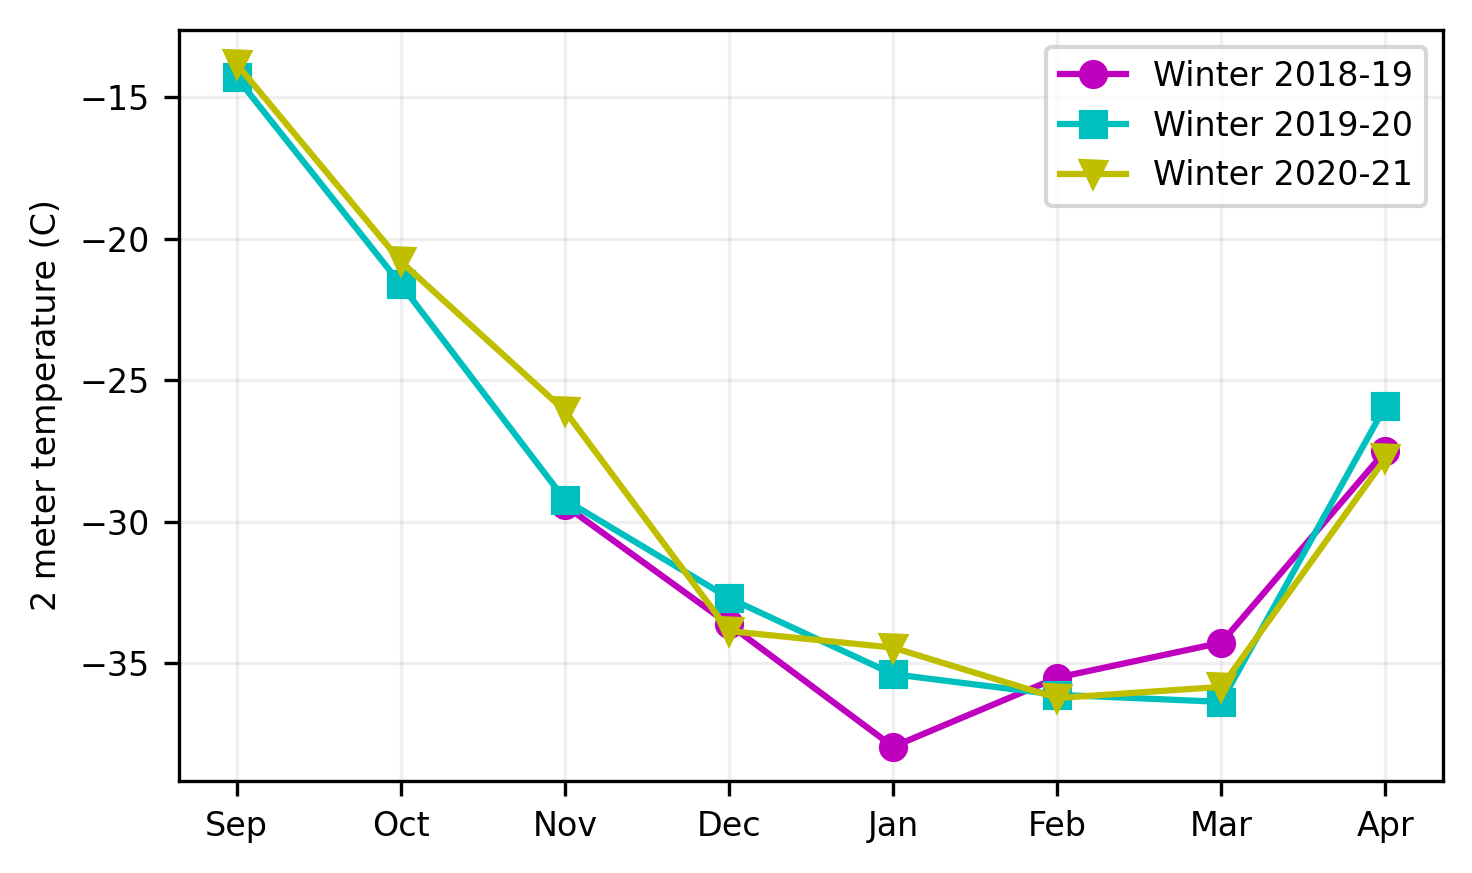 Winter 2018-19
Winter 2019-20
Winter 2020-21
2 meter temperature (C)
−15
−20
−25
−30
−35
Sep Oct Nov Dec Jan Feb Mar Apr